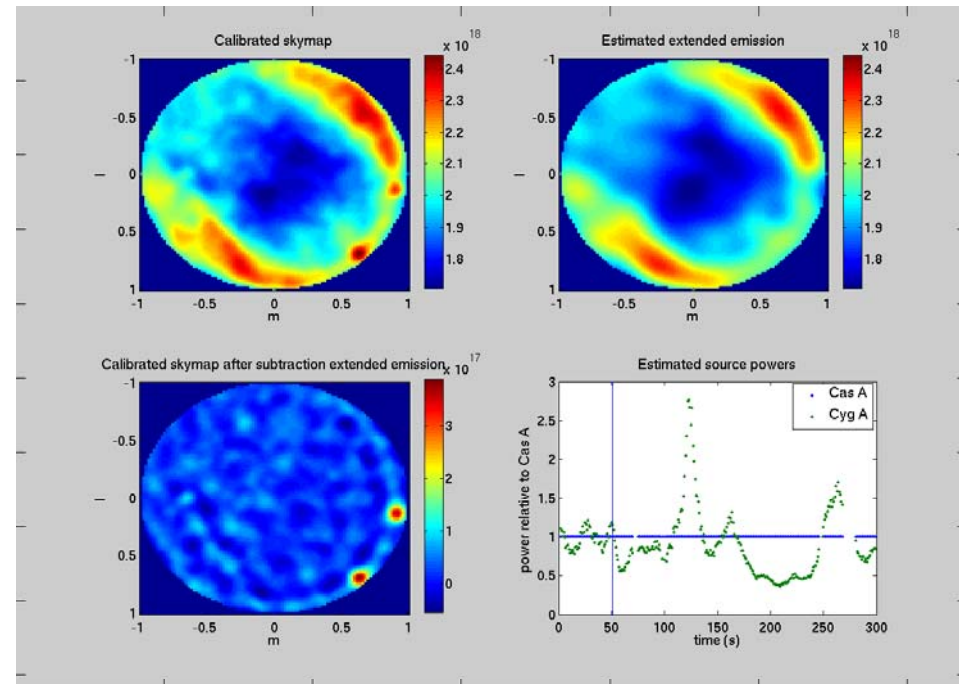 Calibrated skymap
x 10^18
-1
-0.5
0
0.5
1
l
-1 -0.5 0 0.5 1
m
2.4
2.3
2.2
2.1
2
1.9
1.8
Estimated extended emission
x 10^18
-1
-0.5
0
0.5
1
l
-1 -0.5 0 0.5 1
m
2.4
2.3
2.2
2.1
2
1.9
1.8
Calibrated skymap after subtraction extended emission
x 10^17
-1
-0.5
0
0.5
1
l
-1 -0.5 0 0.5 1
m
3
2
1
0
Estimated source powers
3
2.5
2
1.5
1
0.5
0
power relative to Cas A
Cas A
Cyg A
0 50 100 150 200 250 300
time (s)